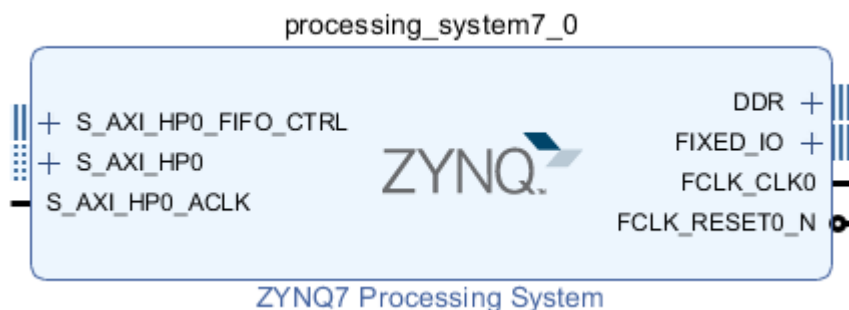 processing_system7_0
S_AXI_HP0_FIFO_CTRL
S_AXI_HP0
S_AXI_HP0_ACLK
ZYNQ
DDR
FIXED_IO
FCLK_CLK0
FCLK_RESET0_N
ZYNQ7 Processing System